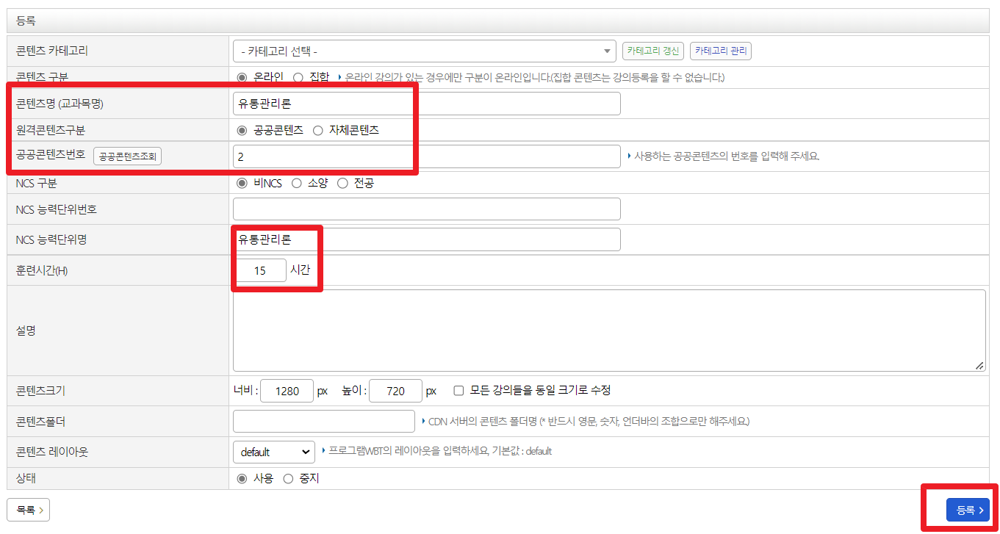 등록
콘텐츠 카테고리 - 카테고리 선택 - 카테고리 갱신 카테고리 관리
콘텐츠 구분 온라인 집합 온라인 강의가 있는 경우에만 구분이 온라인입니다.(집합 콘텐츠는 강의등록을 할 수 없습니다.)
콘텐츠명 (교과목명) 유통관리론
원격콘텐츠구분 공공콘텐츠 자체콘텐츠
공공콘텐츠번호 공공콘텐츠조회 2 사용하는 공공콘텐츠의 번호를 입력해 주세요.
NCS 구분 비NCS 소양 전공
NCS 능력단위번호
NCS 능력단위명 유통관리론
훈련시간(H) 15 시간
설명
콘텐츠크기 너비 : 1280 px 높이 : 720 px 모든 강의들을 동일 크기로 수정
콘텐츠폴더 CDN 서버의 콘텐츠 폴더명 (* 반드시 영문, 숫자, 언더바의 조합으로만 해주세요.)
콘텐츠 레이아웃 default 프로그램WBT의 레이아웃을 입력하세요, 기본값 : default
상태 사용 중지
목록 등록